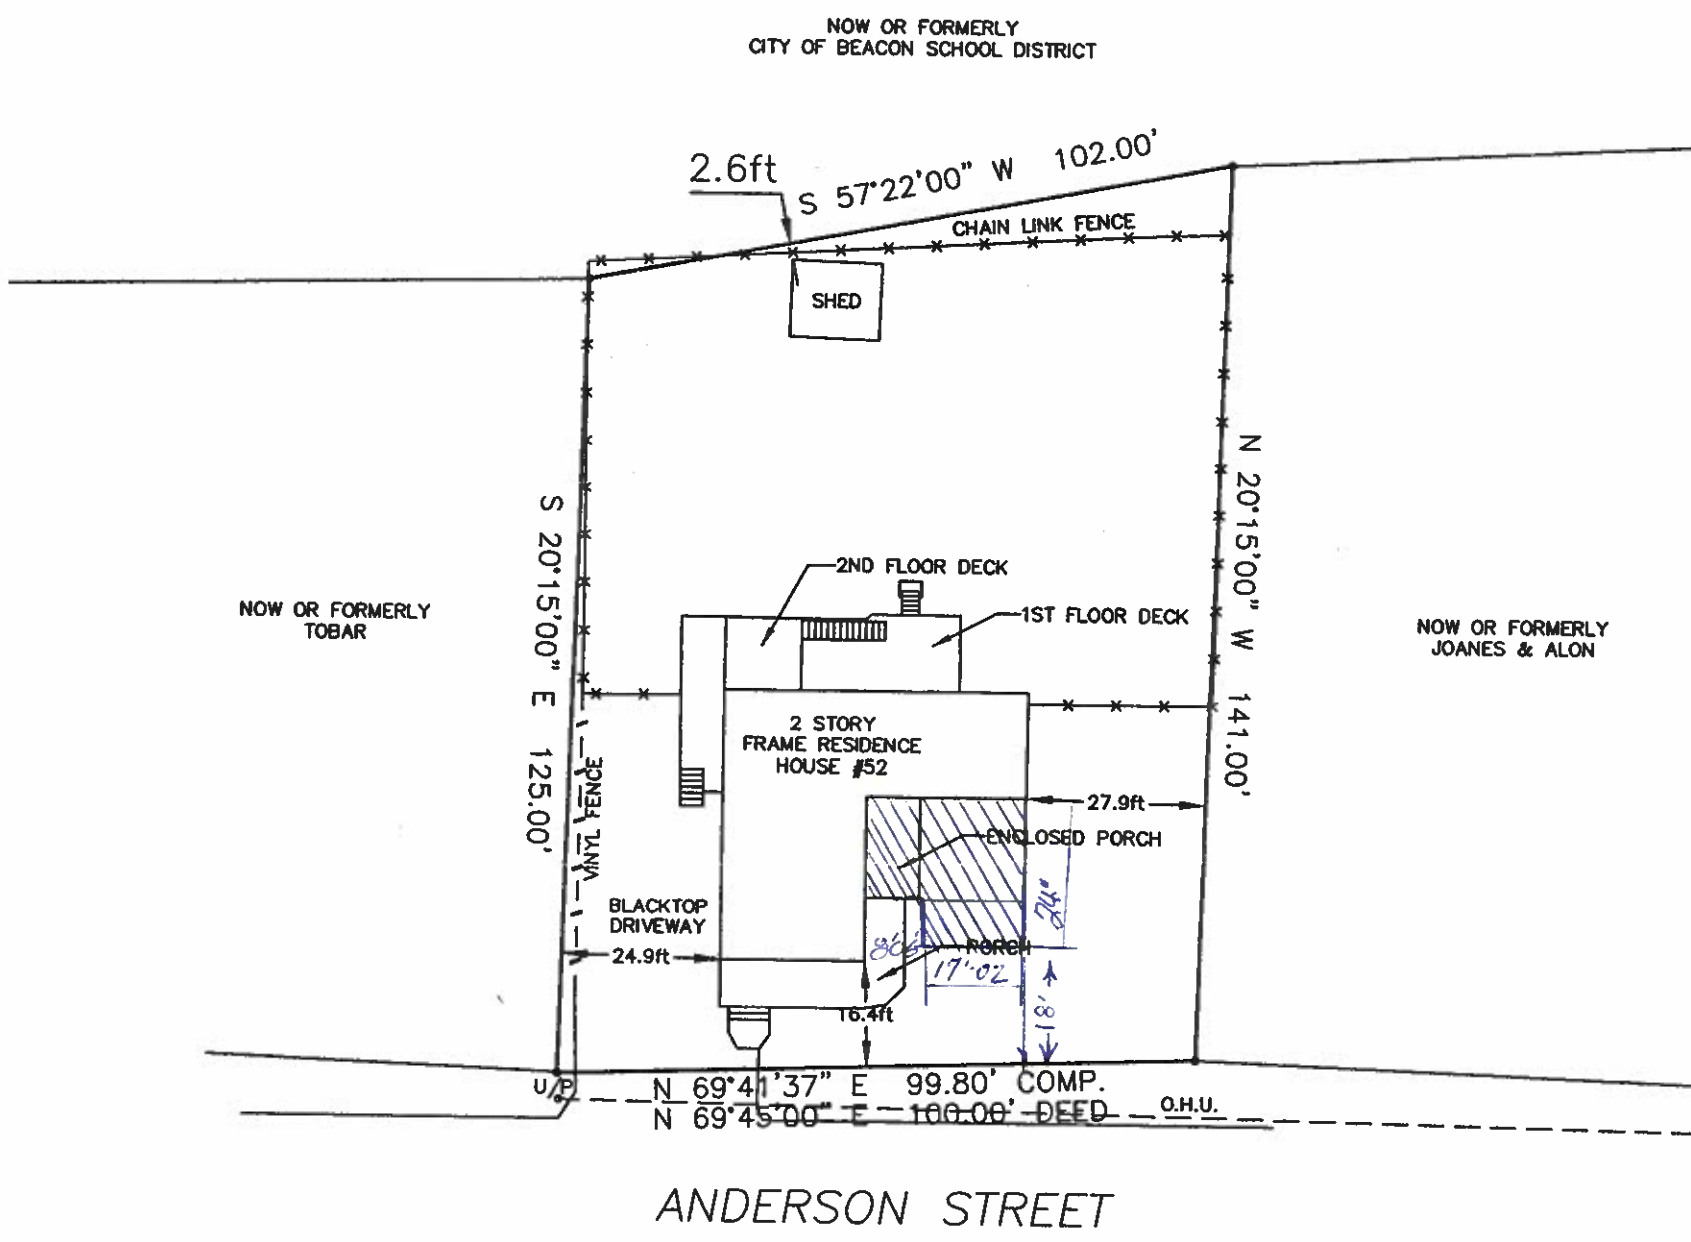 NOW OR FORMERLY
CITY OF BEACON SCHOOL DISTRICT
2.6ft
S 57°22'00" W 102.00'
CHAIN LINK FENCE
SHED
S 20°15'00" E 125.00'
N 20°15'00" W 141.00'
2ND FLOOR DECK
1ST FLOOR DECK
NOW OR FORMERLY
TOBAR
NOW OR FORMERLY
JOANES & ALON
2 STORY
FRAME RESIDENCE
HOUSE #52
VINYL FENCE
27.9ft
ENCLOSED PORCH
BLACKTOP
DRIVEWAY
24.9ft
PORCH
17'-02
18'
16.4ft
U/P
N 69°41'37" E 99.80' COMP.
N 69°45'00" E 100.00' DEED
O.H.U.
ANDERSON STREET